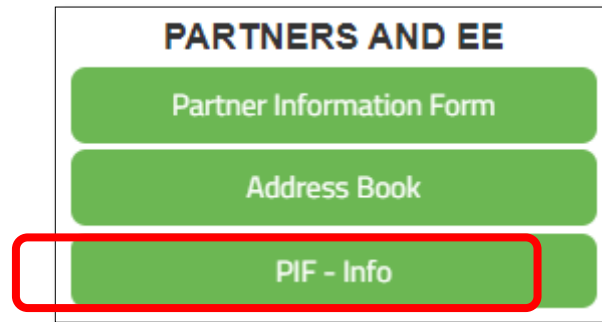 PARTNERS AND EE
Partner Information Form
Address Book
PIF - Info